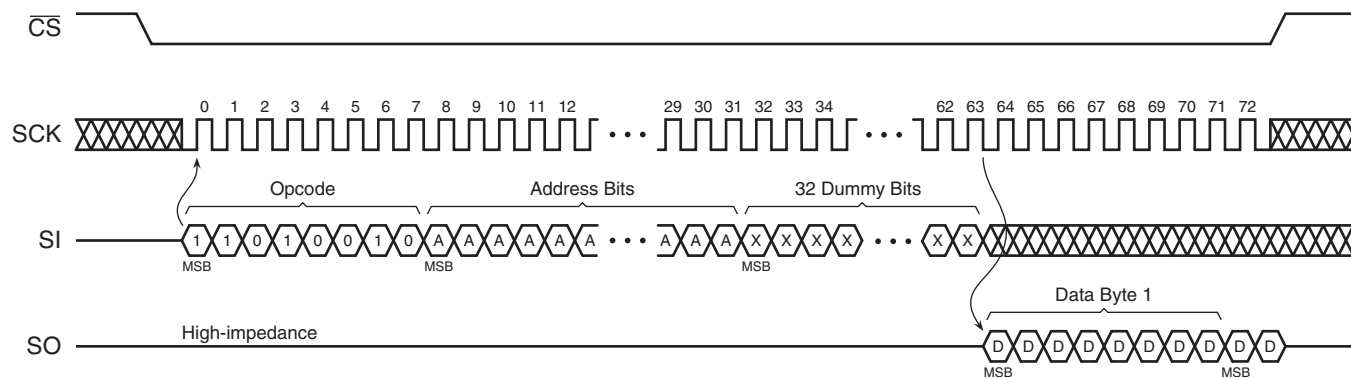 CS
0 1 2 3 4 5 6 7 8 9 10 11 12 29 30 31 32 33 34 62 63 64 65 66 67 68 69 70 71 72
SCK
Opcode Address Bits 32 Dummy Bits
SI 1 1 0 1 0 0 1 0 A A A A A A A A A X X X X X X
MSB MSB MSB
Data Byte 1
High-impedance
SO D D D D D D D D D D
MSB MSB